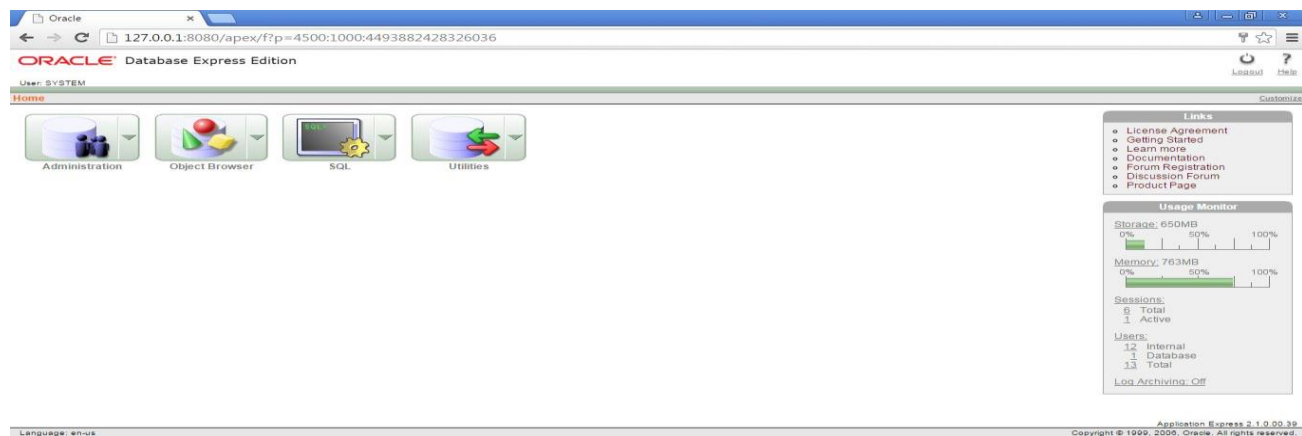 Oracle
127.0.0.1:8080/apex/f?p=4500:1000:4493882428326036
ORACLE Database Express Edition
Logout Help
User: SYSTEM
Home
Customize
SQL>
Administration
Object Browser
SQL
Utilities
Links
License Agreement
Getting Started
Learn more
Documentation
Forum Registration
Discussion Forum
Product Page
Usage Monitor
Storage: 650MB
0% 50% 100%
Memory: 763MB
0% 50% 100%
Sessions:
6 Total
1 Active
Users:
12 Internal
1 Database
13 Total
Log Archiving: Off
Application Express 2.1.0.00.39
Language: en-us
Copyright © 1999, 2006, Oracle. All rights reserved.